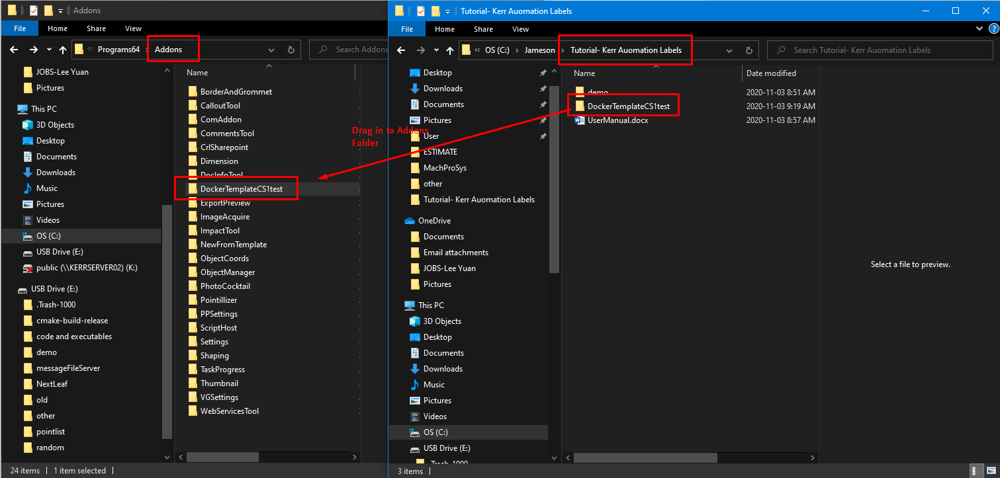 Addons
File Home Share View
Programs64 Addons
Search Addons
JOBS-Lee Yuan
Pictures
This PC
3D Objects
Desktop
Documents
Downloads
Music
Pictures
Videos
OS (C:)
USB Drive (E:)
public (\\KERRSERVER02) (K:)
USB Drive (E:)
.Trash-1000
cmake-build-release
code and executables
demo
messageFileServer
NextLeaf
old
other
pointlist
random
Name
BorderAndGrommet
CalloutTool
ComAddon
CommentsTool
CrlSharepoint
Dimension
DocInfoTool
DockerTemplateCS1test
ExportPreview
ImageAcquire
ImpactTool
NewFromTemplate
ObjectCoords
ObjectManager
PhotoCocktail
Pointillizer
PPSettings
ScriptHost
Settings
Shaping
TaskProgress
Thumbnail
VGSettings
WebServicesTool
24 items 1 item selected
Drag in to Addons
Folder
Tutorial- Kerr Auomation Labels
File Home Share View
OS (C:) Jameson Tutorial- Kerr Auomation Labels
Search Tutorial- Kerr Auomation Labels
Desktop
Downloads
Documents
Pictures
User
ESTIMATE
MachProSys
other
Tutorial- Kerr Auomation Labels
OneDrive
Documents
Email attachments
JOBS-Lee Yuan
Pictures
This PC
3D Objects
Desktop
Documents
Downloads
Music
Pictures
Videos
OS (C:)
USB Drive (E:)
.Trash-1000
Name Date modified
demo 2020-11-03 8:51 AM
DockerTemplateCS1test 2020-11-03 9:19 AM
UserManual.docx 2020-11-03 8:57 AM
Select a file to preview.
3 items